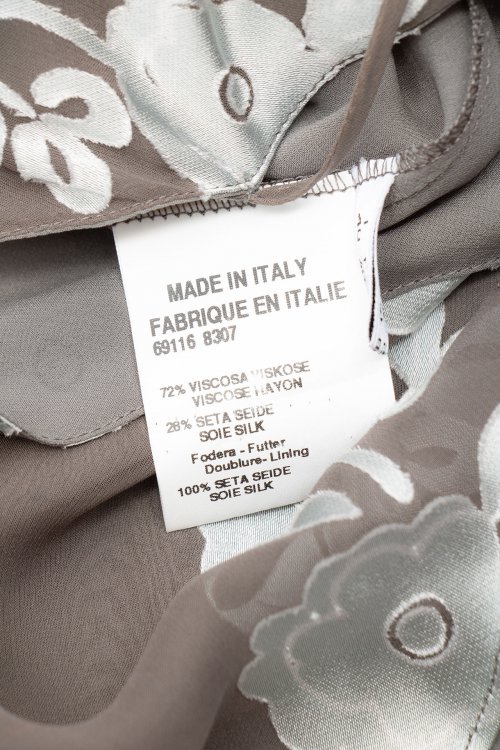 MADE IN ITALY
FABRIQUE EN ITALIE
69116 8307
72% VISCOSA VISKOSE
VISCOSE RAYON
28% SETA SEIDE
SOIE SILK
Fodera - Futter
Doublure - Lining
100% SETA SEIDE
SOIE SILK